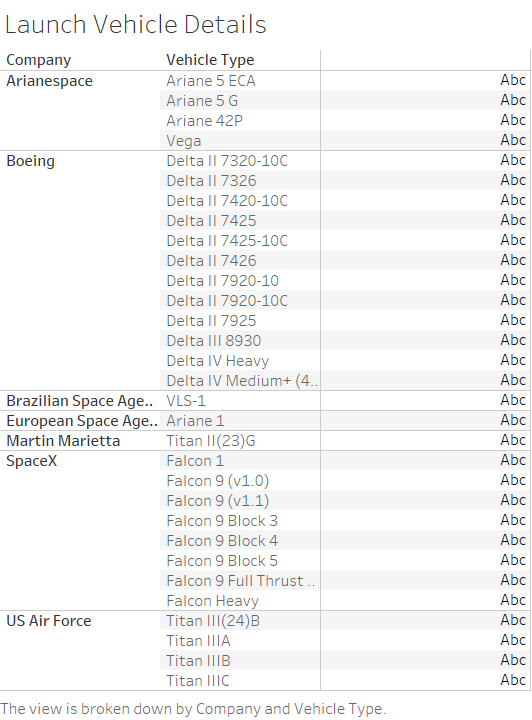 Launch Vehicle Details
Company Vehicle Type
Arianespace Ariane 5 ECA Abc
Ariane 5 G Abc
Ariane 42P Abc
Vega Abc
Boeing Delta II 7320-10C Abc
Delta II 7326 Abc
Delta II 7420-10C Abc
Delta II 7425 Abc
Delta II 7425-10C Abc
Delta II 7426 Abc
Delta II 7920-10 Abc
Delta II 7920-10C Abc
Delta II 7925 Abc
Delta III 8930 Abc
Delta IV Heavy Abc
Delta IV Medium+ (4.. Abc
Brazilian Space Age.. VLS-1 Abc
European Space Age.. Ariane 1 Abc
Martin Marietta Titan II(23)G Abc
SpaceX Falcon 1 Abc
Falcon 9 (v1.0) Abc
Falcon 9 (v1.1) Abc
Falcon 9 Block 3 Abc
Falcon 9 Block 4 Abc
Falcon 9 Block 5 Abc
Falcon 9 Full Thrust .. Abc
Falcon Heavy Abc
US Air Force Titan III(24)B Abc
Titan IIIA Abc
Titan IIIB Abc
Titan IIIC Abc
The view is broken down by Company and Vehicle Type.